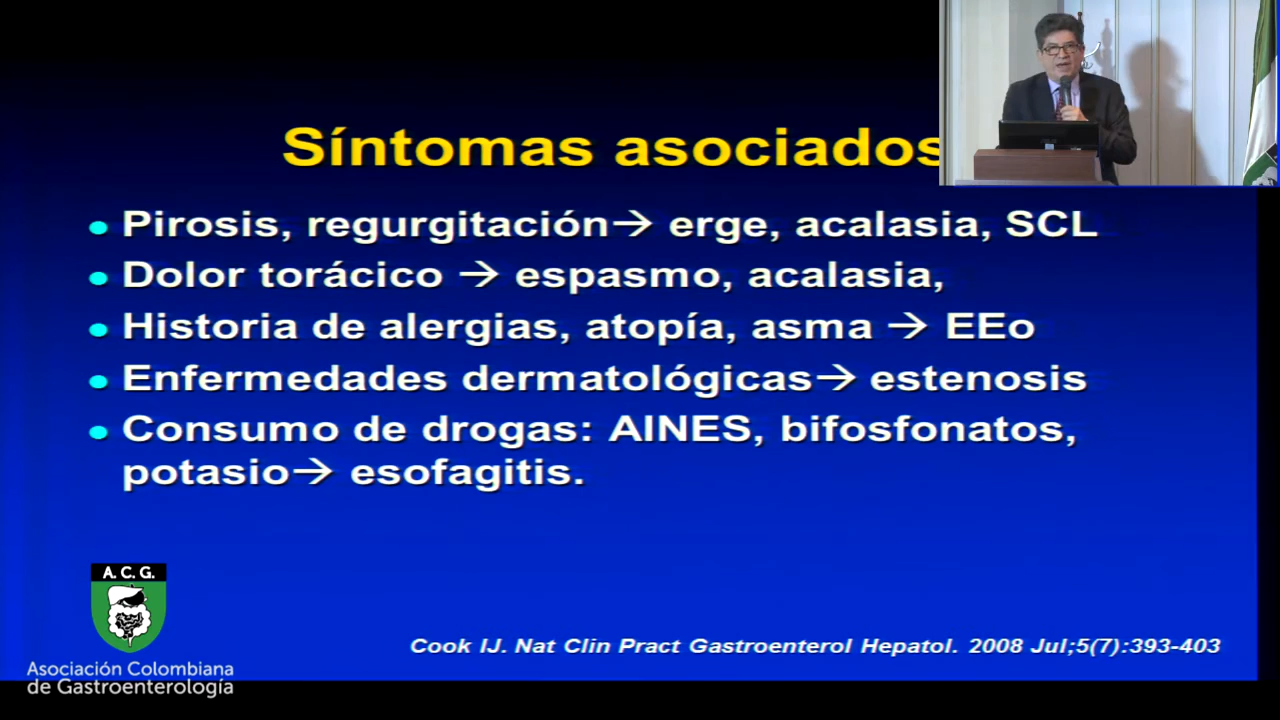 Síntomas asociados
Pirosis, regurgitación→ erge, acalasia, SCL
Dolor torácico → espasmo, acalasia,
Historia de alergias, atopía, asma → EEo
Enfermedades dermatológicas→ estenosis
Consumo de drogas: AINES, bifosfonatos,
potasio→ esofagitis.
A. C. G.
Asociación Colombiana
de Gastroenterología
Cook IJ. Nat Clin Pract Gastroenterol Hepatol. 2008 Jul;5(7):393-403